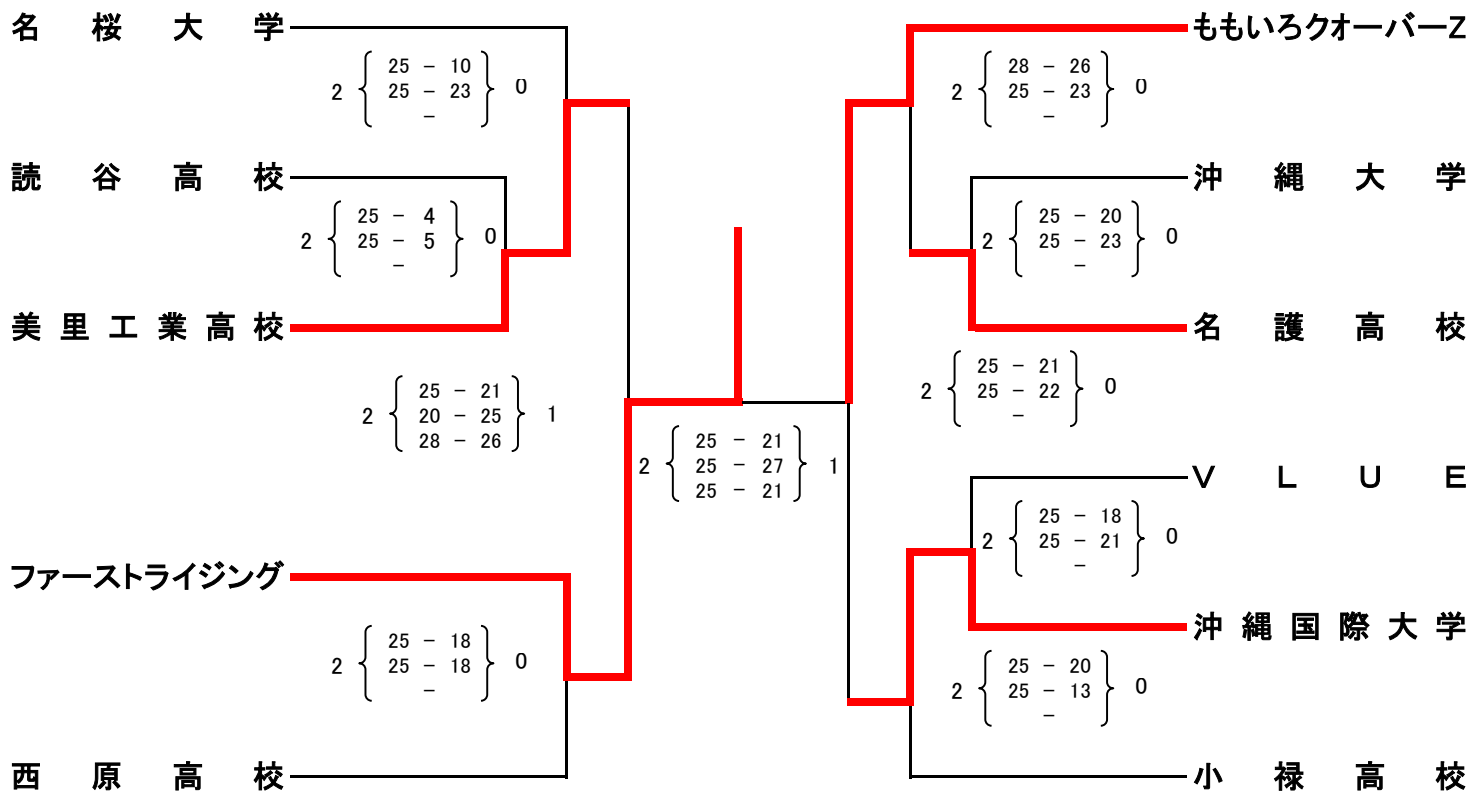 名桜大学
2 25 - 10 0
25 - 23
-
読谷高校
2 25 - 4 0
25 - 5
-
美里工業高校
2 25 - 21 1
20 - 25
28 - 26
ファーストライジング
2 25 - 18 0
25 - 18
-
西原高校
2 25 - 21 1
25 - 27
25 - 21
ももいろクオーバーZ
2 28 - 26 0
25 - 23
-
沖縄大学
2 25 - 20 0
25 - 23
-
名護高校
2 25 - 21 0
25 - 22
-
VLUE
2 25 - 18 0
25 - 21
-
沖縄国際大学
2 25 - 20 0
25 - 13
-
小禄高校